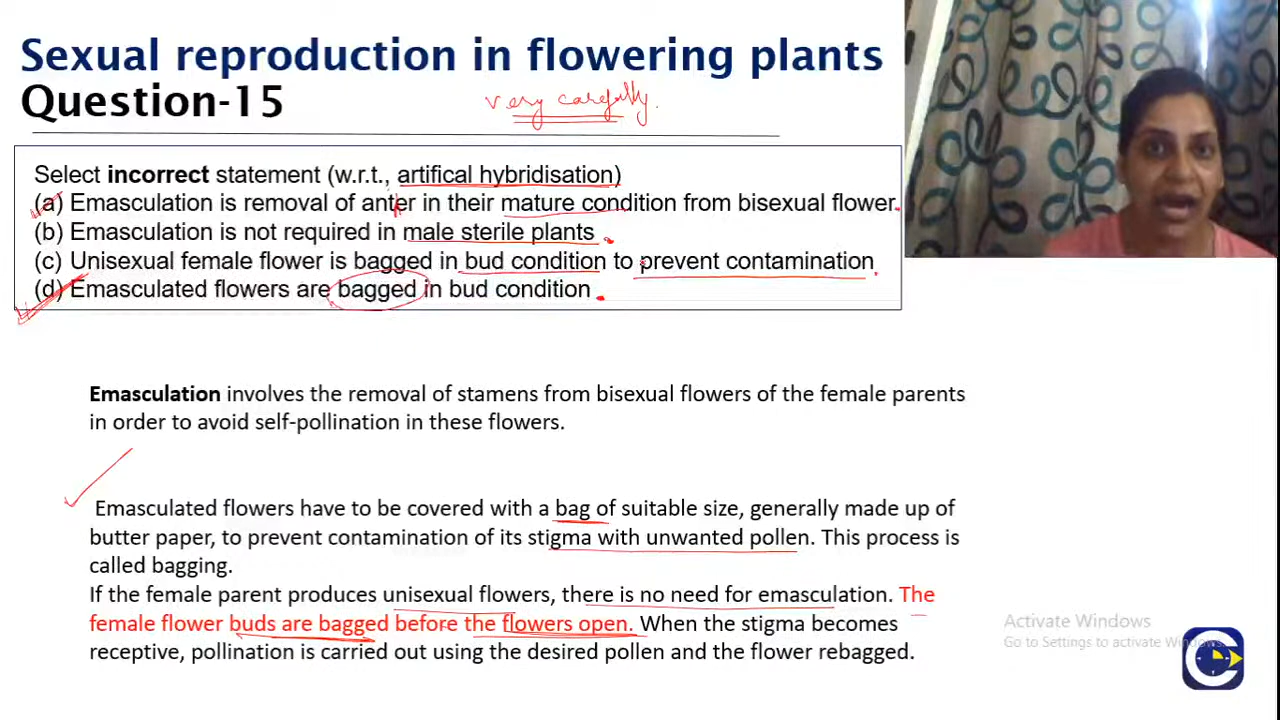 Sexual reproduction in flowering plants
Question-15
very carefully.
Select incorrect statement (w.r.t., artifical hybridisation)
(a) Emasculation is removal of anter in their mature condition from bisexual flower.
(b) Emasculation is not required in male sterile plants
(c) Unisexual female flower is bagged in bud condition to prevent contamination
(d) Emasculated flowers are bagged in bud condition
Emasculation involves the removal of stamens from bisexual flowers of the female parents
in order to avoid self-pollination in these flowers.
Emasculated flowers have to be covered with a bag of suitable size, generally made up of
butter paper, to prevent contamination of its stigma with unwanted pollen. This process is
called bagging.
If the female parent produces unisexual flowers, there is no need for emasculation. The
female flower buds are bagged before the flowers open. When the stigma becomes
receptive, pollination is carried out using the desired pollen and the flower rebagged.
Activate Windows
Go to Settings to activate Windows.